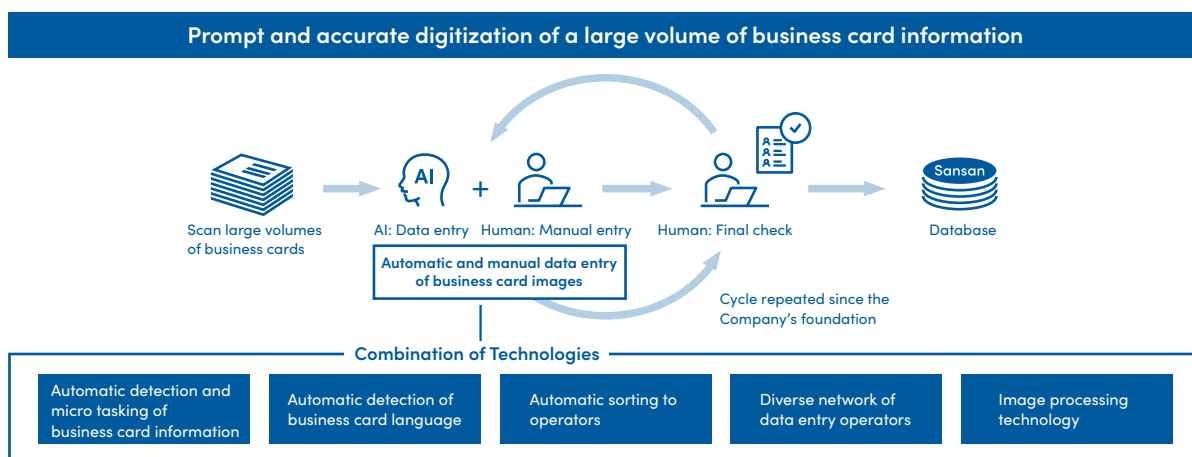 Prompt and accurate digitization of a large volume of business card information
AI
Sansan
Scan large volumes
of business cards
AI: Data entry
+
Human: Manual entry
Human: Final check
Database
Automatic and manual data entry
of business card images
Cycle repeated since the
Company’s foundation
Combination of Technologies
Automatic detection and
micro tasking of
business card information
Automatic detection of
business card language
Automatic sorting to
operators
Diverse network of
data entry operators
Image processing
technology